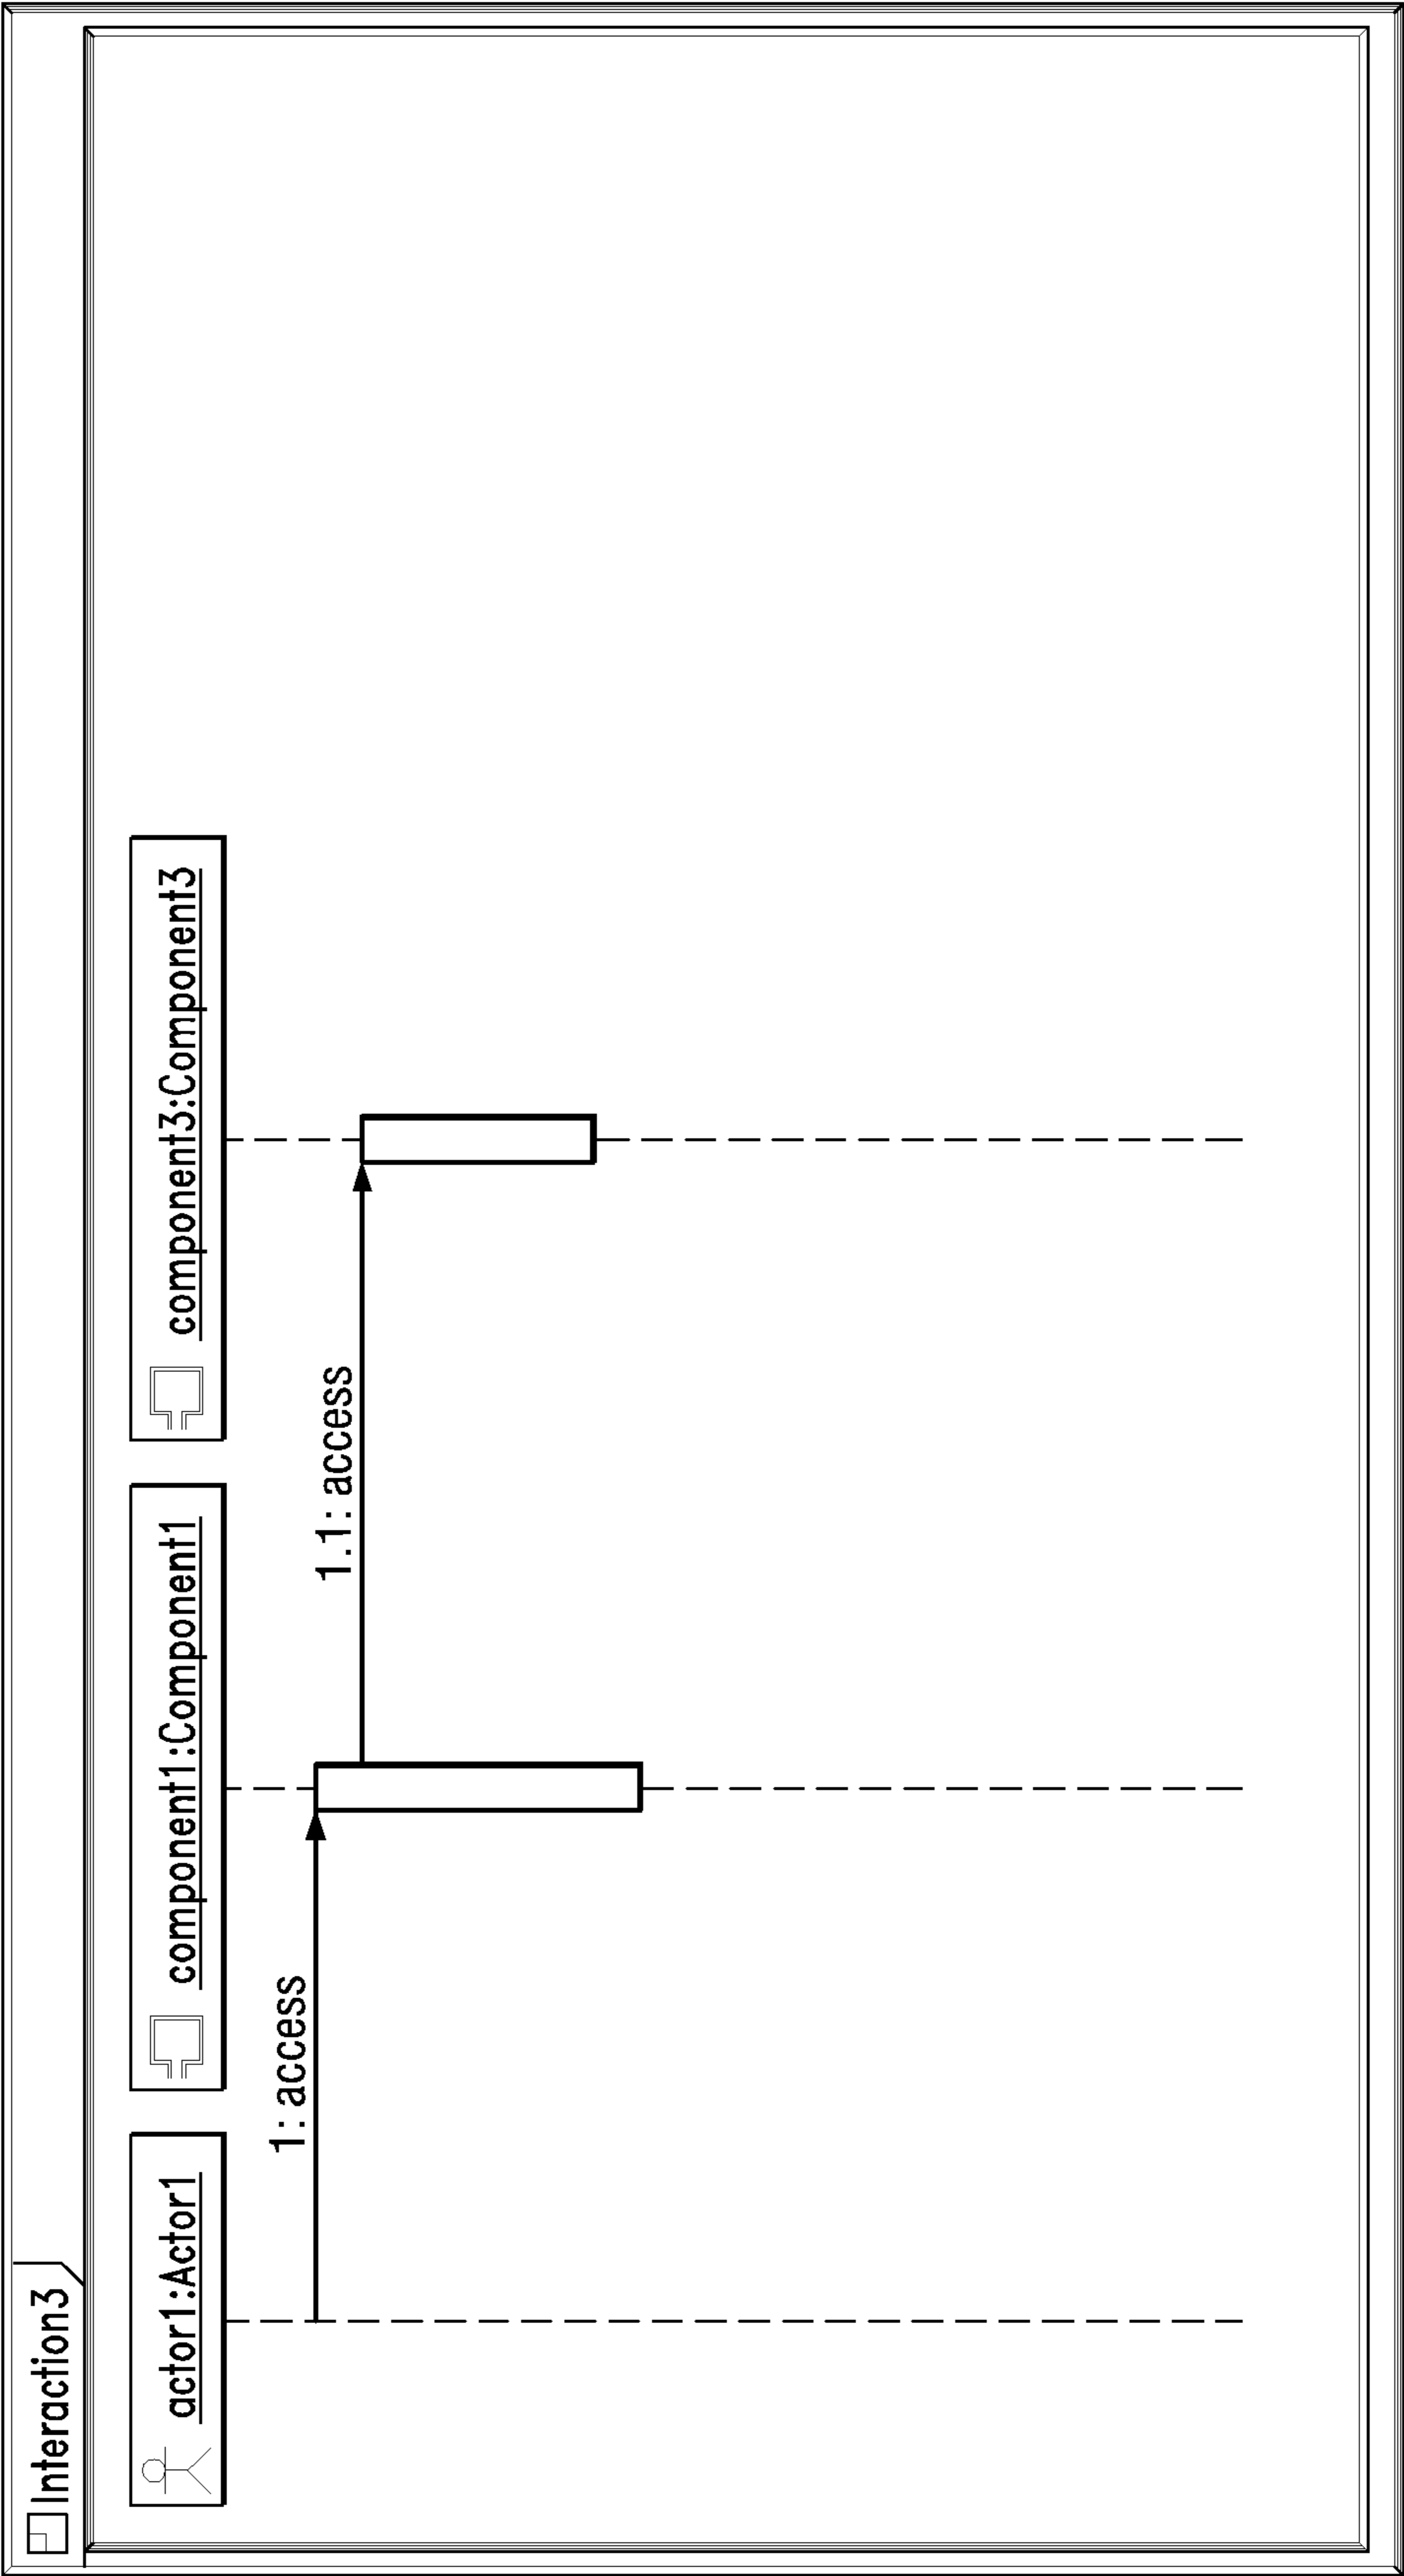 Interaction3
actor1:Actor1
component1:Component1
component3:Component3
1: access
1.1: access